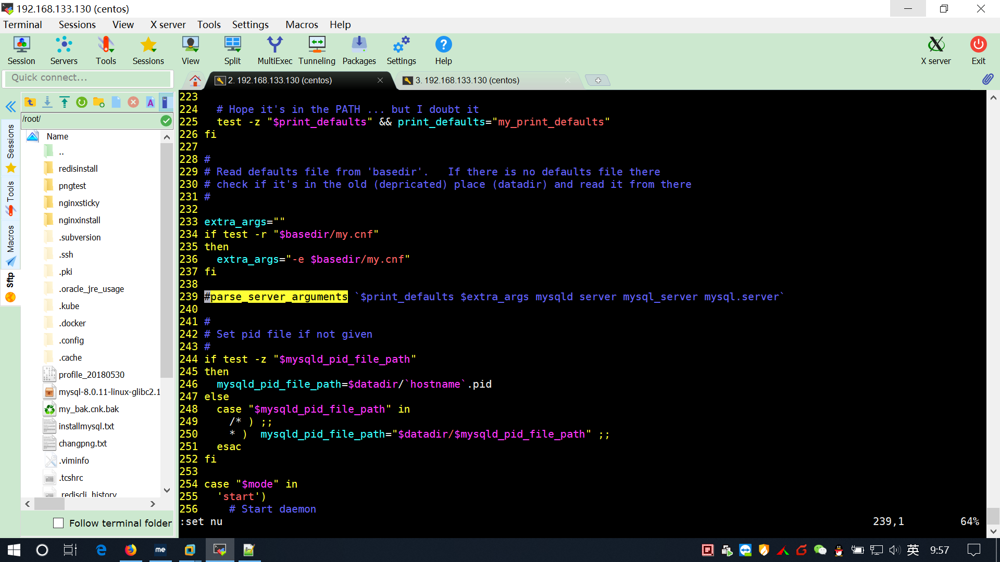 192.168.133.130 (centos)
Terminal Sessions View X server Tools Settings Macros Help
Session Servers Tools Sessions View Split MultiExec Tunneling Packages Settings Help X server Exit
Quick connect...
2. 192.168.133.130 (centos)
3. 192.168.133.130 (centos)
/root/
Sessions
Tools
Macros
Sftp
Name
..
redisinstall
pngtest
nginxsticky
nginxinstall
.subversion
.ssh
.pki
.oracle_jre_usage
.kube
.docker
.config
.cache
profile_20180530
mysql-8.0.11-linux-glibc2.1
my_bak.cnk.bak
installmysql.txt
changpng.txt
.viminfo
.tcshrc
.rediscli_history
Follow terminal folder
223
224   # Hope it's in the PATH ... but I doubt it
225   test -z "$print_defaults" && print_defaults="my_print_defaults"
226 fi
227
228 #
229 # Read defaults file from 'basedir'.   If there is no defaults file there
230 # check if it's in the old (depricated) place (datadir) and read it from there
231 #
232
233 extra_args=""
234 if test -r "$basedir/my.cnf"
235 then
236   extra_args="-e $basedir/my.cnf"
237 fi
238
239 #parse_server_arguments `$print_defaults $extra_args mysqld server mysql_server mysql.server`
240
241 #
242 # Set pid file if not given
243 #
244 if test -z "$mysqld_pid_file_path"
245 then
246   mysqld_pid_file_path=$datadir/`hostname`.pid
247 else
248   case "$mysqld_pid_file_path" in
249     /* ) ;;
250     * )  mysqld_pid_file_path="$datadir/$mysqld_pid_file_path" ;;
251   esac
252 fi
253
254 case "$mode" in
255   'start')
256     # Start daemon
:set nu 239,1 64%
me
英 9:57